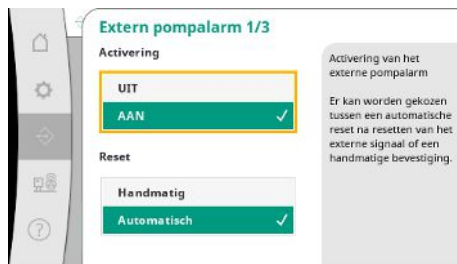 Extern pompalarm 1/3
Activering
UIT
AAN
Reset
Handmatig
Automatisch
Activering van het
externe pompalarm
Er kan worden gekozen
tussen een automatische
reset na resetten van het
externe signaal of een
handmatige bevestiging.
?